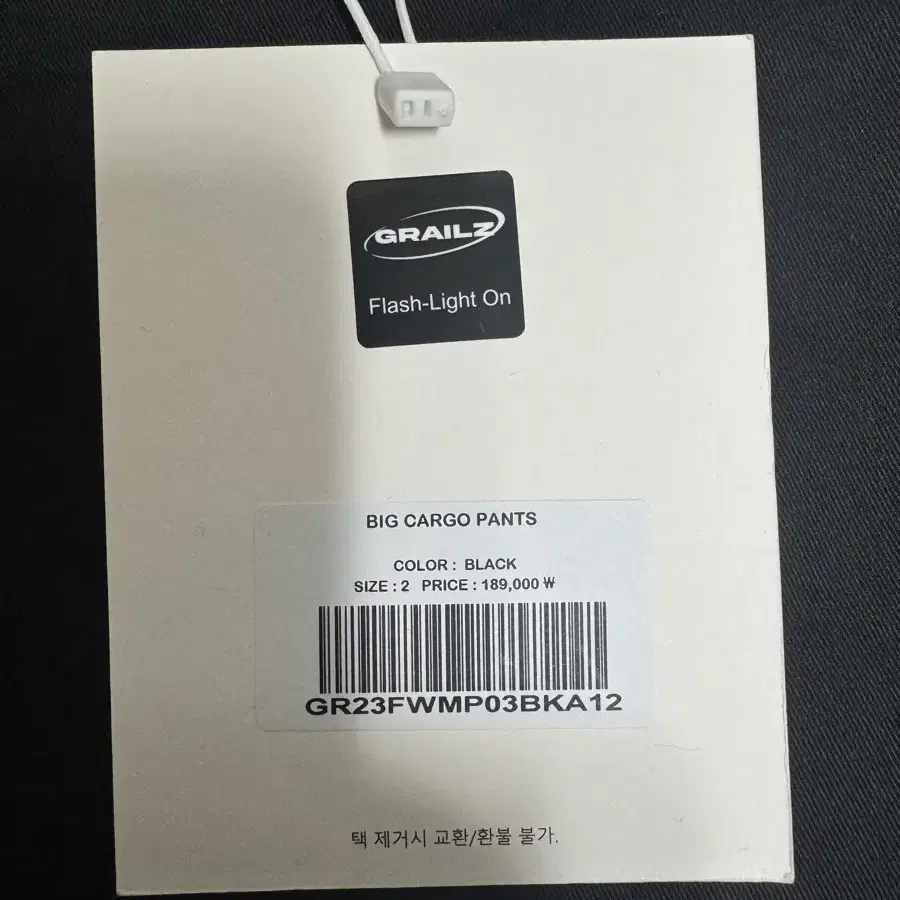 GRAILZ
Flash-Light On
BIG CARGO PANTS
COLOR : BLACK
SIZE : 2 PRICE : 189,000 ₩
GR23FWMP03BKA12
택 제거시 교환/환불 불가.